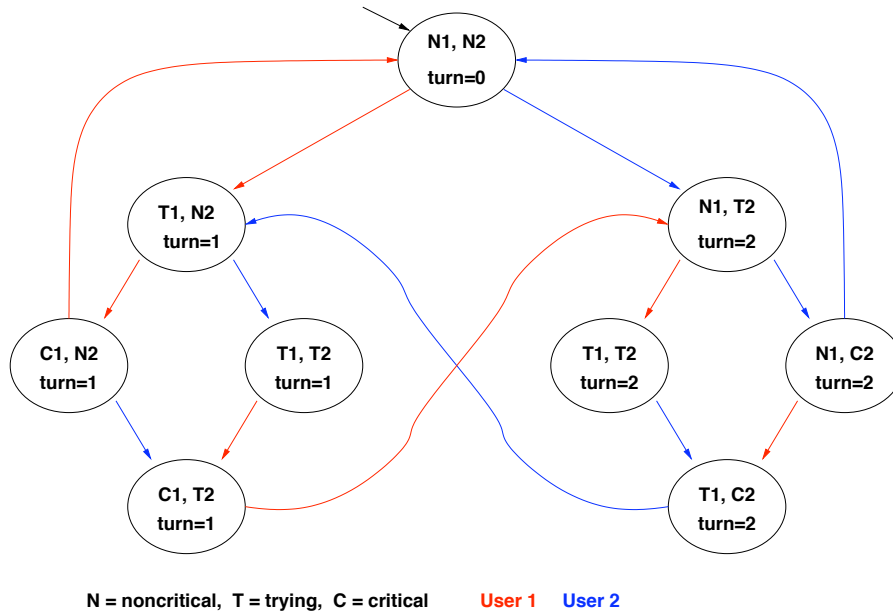 N1, N2
turn=0
T1, N2
turn=1
N1, T2
turn=2
C1, N2
turn=1
T1, T2
turn=1
T1, T2
turn=2
N1, C2
turn=2
C1, T2
turn=1
T1, C2
turn=2
N = noncritical, T = trying, C = critical User 1 User 2